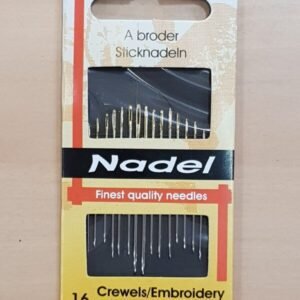 A broder
Sticknadeln
Nadel
Finest quality needles
16 Crewels/Embroidery